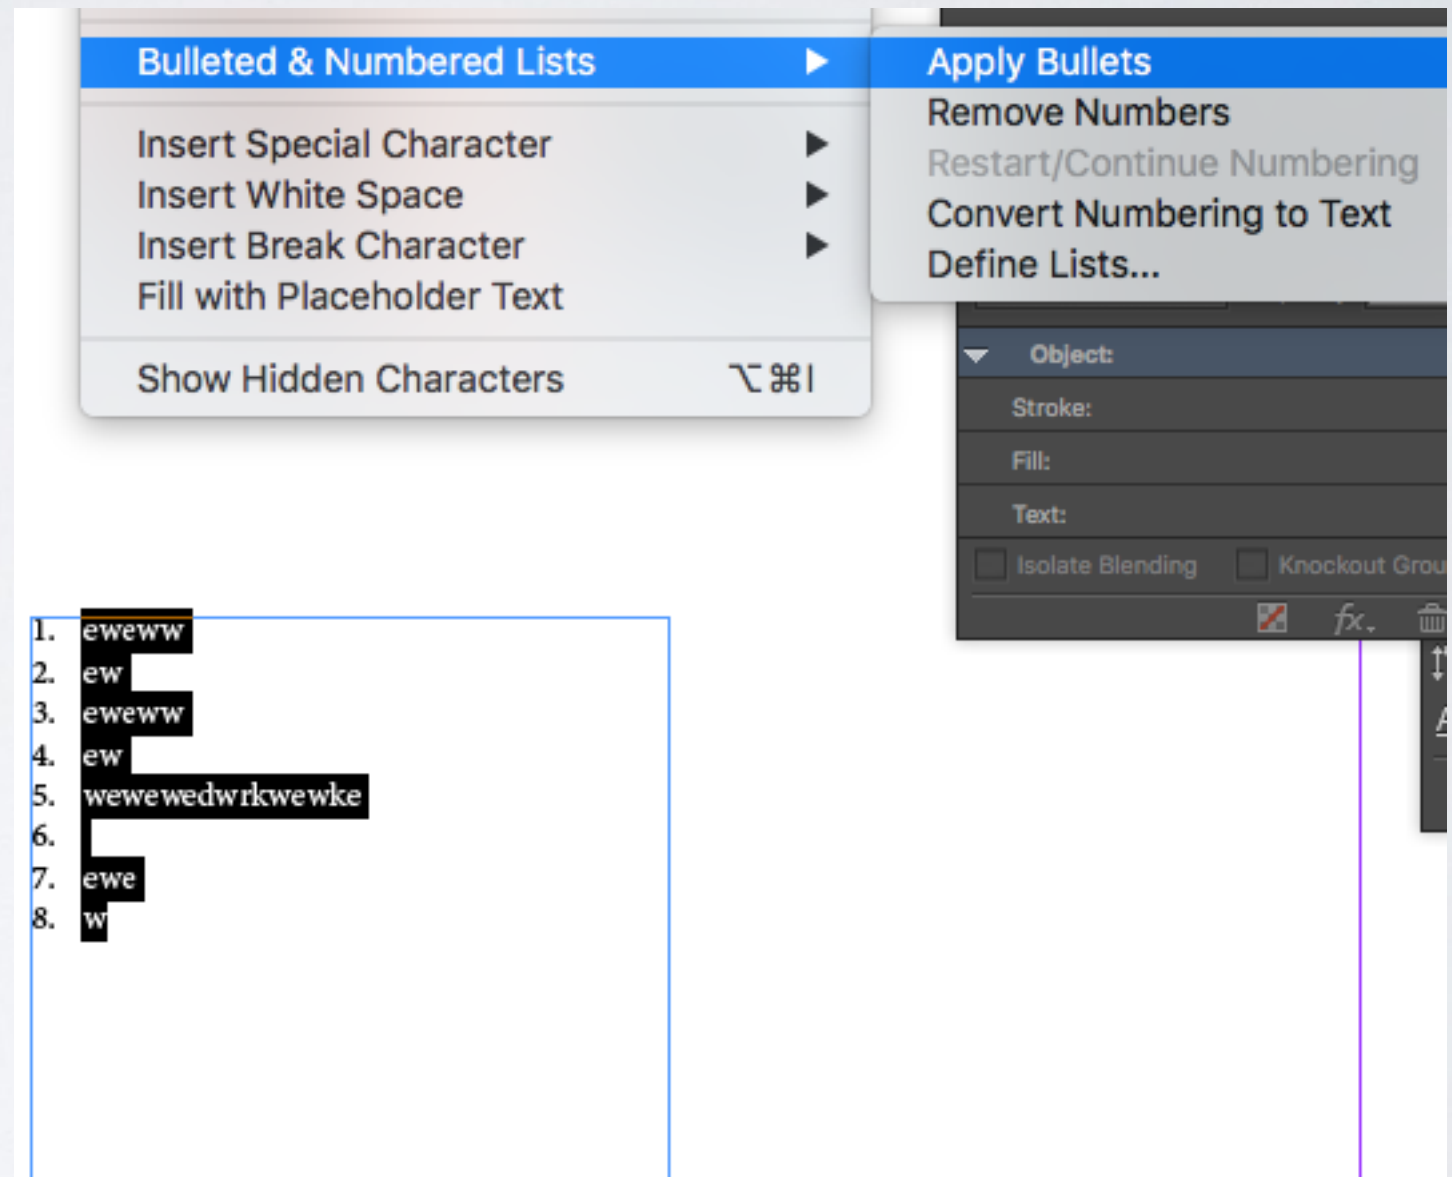 Bulleted & Numbered Lists
Insert Special Character
Insert White Space
Insert Break Character
Fill with Placeholder Text
Show Hidden Characters ⌥⌘I
Apply Bullets
Remove Numbers
Restart/Continue Numbering
Convert Numbering to Text
Define Lists...
Object:
Stroke:
Fill:
Text:
Isolate Blending Knockout Grou
fx.
1. eweww
2. ew
3. eweww
4. ew
5. wewewedwrkwewke
6.
7. ewe
8. w